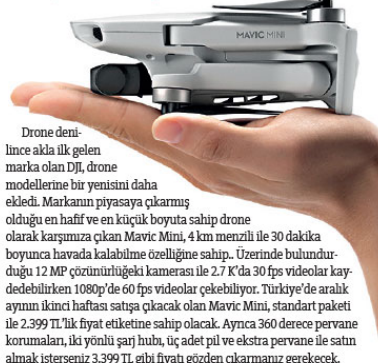 MAVIC MINI
Drone deni-
lince akla ilk gelen
marka olan DJI, drone
modellerine bir yenisini daha
ekledi. Markanın piyasaya çıkarmış
olduğu en hafif ve en küçük boyuta sahip drone
olarak karşımıza çıkan Mavic Mini, 4 km menzili ile 30 dakika
boyunca havada kalabilme özelliğine sahip.. Üzerinde bulundur-
duğu 12 MP çözünürlüğeki kamerası ile 2.7 K'da 30 fps videolar kay-
dedebilirken 1080p'de 60 fps videolar çekebiliyor. Türkiye'de aralık
ayının ikinci haftası satışa çıkacak olan Mavic Mini, standart paketi
ile 2.399 TL'lik fiyat etiketine sahip olacak. Ayrıca 360 derece pervane
korumaları, iki yönlü şarj hubı, üç adet pil ve ekstra pervane ile satın
almak isterseniz 3.399 TL gibi fiyatı gözden çıkarmanız gerekecek.